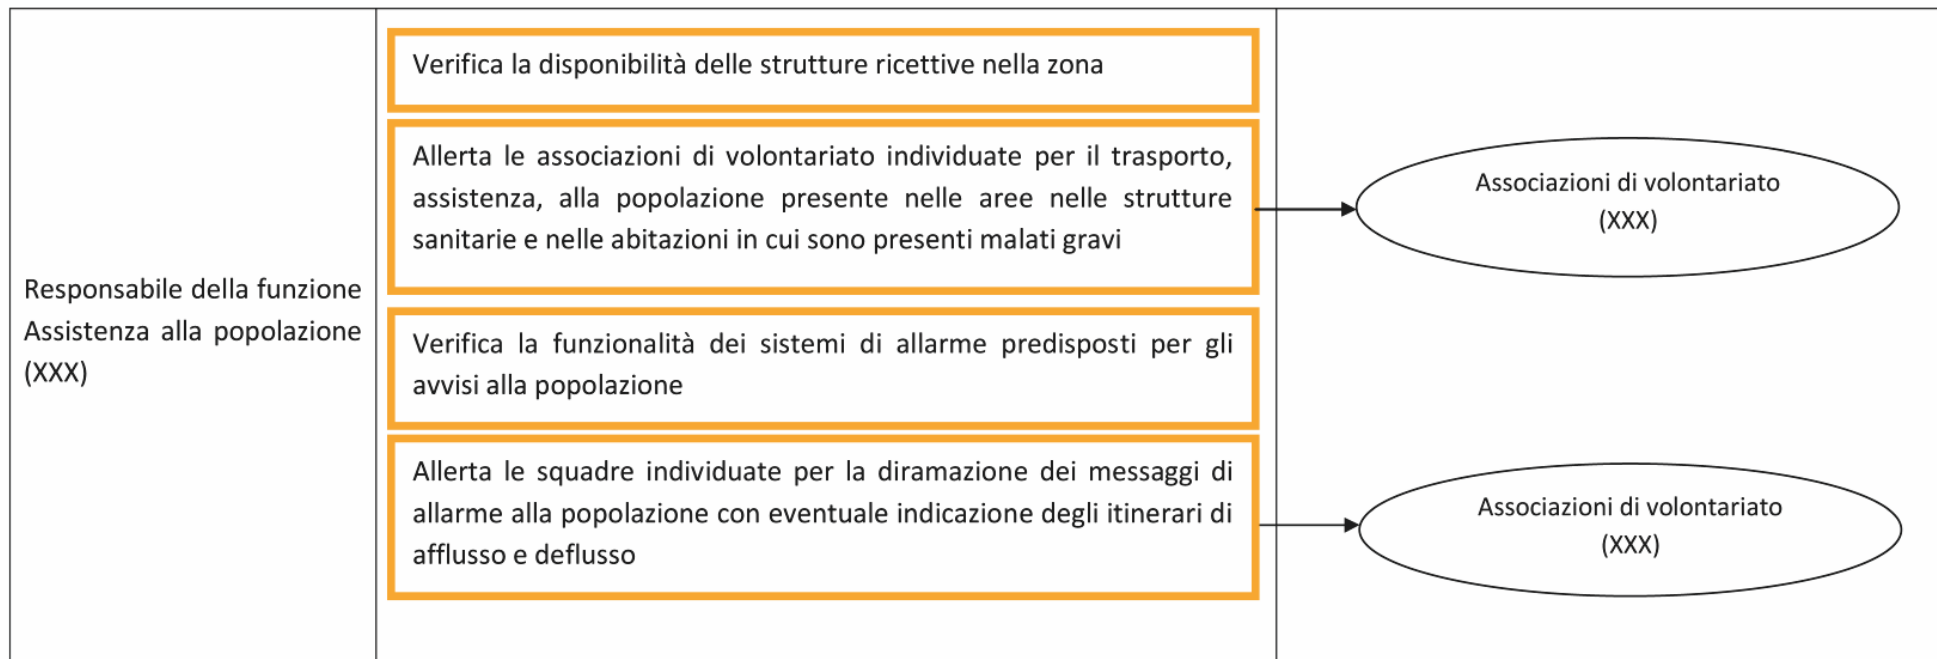 Responsabile della funzione
Assistenza alla popolazione
(XXX)
Verifica la disponibilità delle strutture ricettive nella zona
Allerta le associazioni di volontariato individuate per il trasporto,
assistenza, alla popolazione presente nelle aree nelle strutture
sanitarie e nelle abitazioni in cui sono presenti malati gravi
Verifica la funzionalità dei sistemi di allarme predisposti per gli
avvisi alla popolazione
Allerta le squadre individuate per la diramazione dei messaggi di
allarme alla popolazione con eventuale indicazione degli itinerari di
afflusso e deflusso
Associazioni di volontariato
(XXX)
Associazioni di volontariato
(XXX)